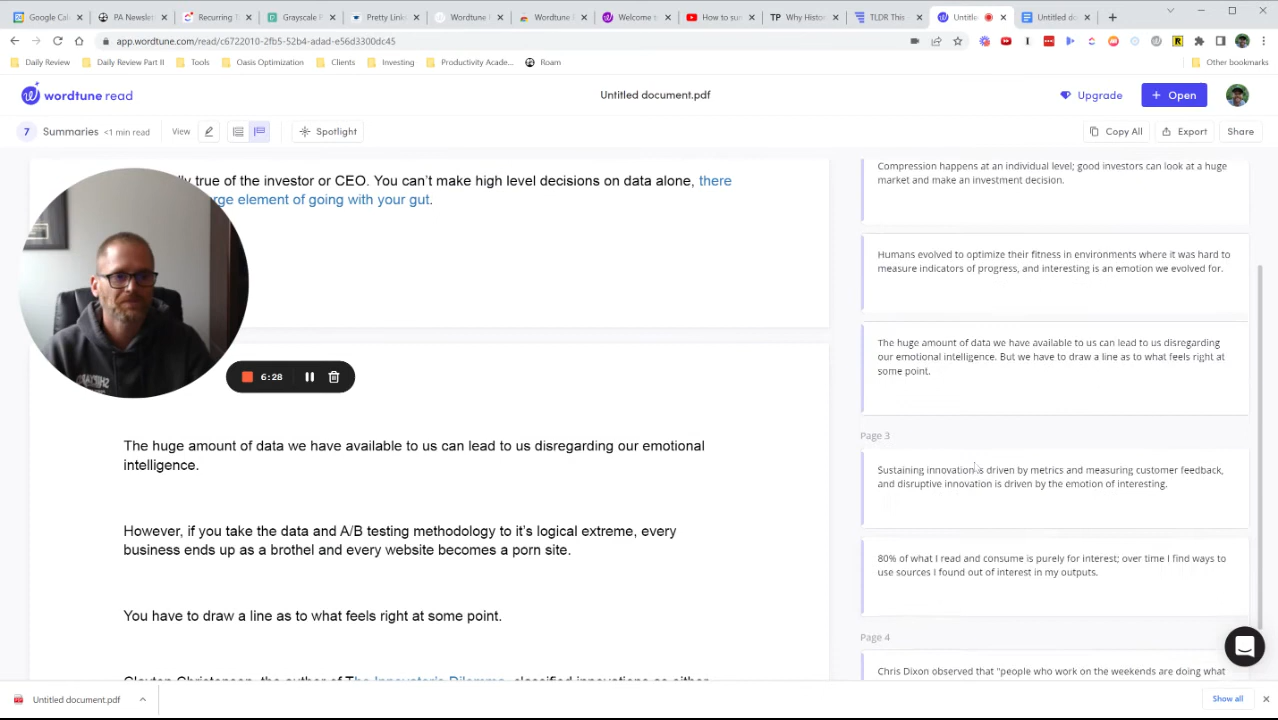 Google Cal
PA Newslet
Recurring T
Grayscale P
Pretty Link
Wordtune
Wordtune
Welcome t
How to su
Why Histo
TLDR This
Untitle
Untitled do
app.wordtune.com/read/c6722010-2fb5-52b4-adad-e56d3300dc45
Daily Review
Daily Review Part II
Tools
Oasis Optimization
Clients
Investing
Productivity Acade...
Roam
Other bookmarks
wordtune read
Untitled document.pdf
Upgrade
+ Open
7 Summaries <1 min read
View
Spotlight
Copy All
Export
Share
true of the investor or CEO. You can't make high level decisions on data alone, there
element of going with your gut.
6:28
The huge amount of data we have available to us can lead to us disregarding our emotional
intelligence.
However, if you take the data and A/B testing methodology to it's logical extreme, every
business ends up as a brothel and every website becomes a porn site.
You have to draw a line as to what feels right at some point.
Clayton Christensen, the author of The Innovator's Dilemma, classified innovations as either
Compression happens at an individual level; good investors can look at a huge
market and make an investment decision.
Humans evolved to optimize their fitness in environments where it was hard to
measure indicators of progress, and interesting is an emotion we evolved for.
The huge amount of data we have available to us can lead to us disregarding
our emotional intelligence. But we have to draw a line as to what feels right at
some point.
Page 3
Sustaining innovation is driven by metrics and measuring customer feedback,
and disruptive innovation is driven by the emotion of interesting.
80% of what I read and consume is purely for interest; over time I find ways to
use sources I found out of interest in my outputs.
Page 4
Chris Dixon observed that "people who work on the weekends are doing what
Untitled document.pdf
Show all